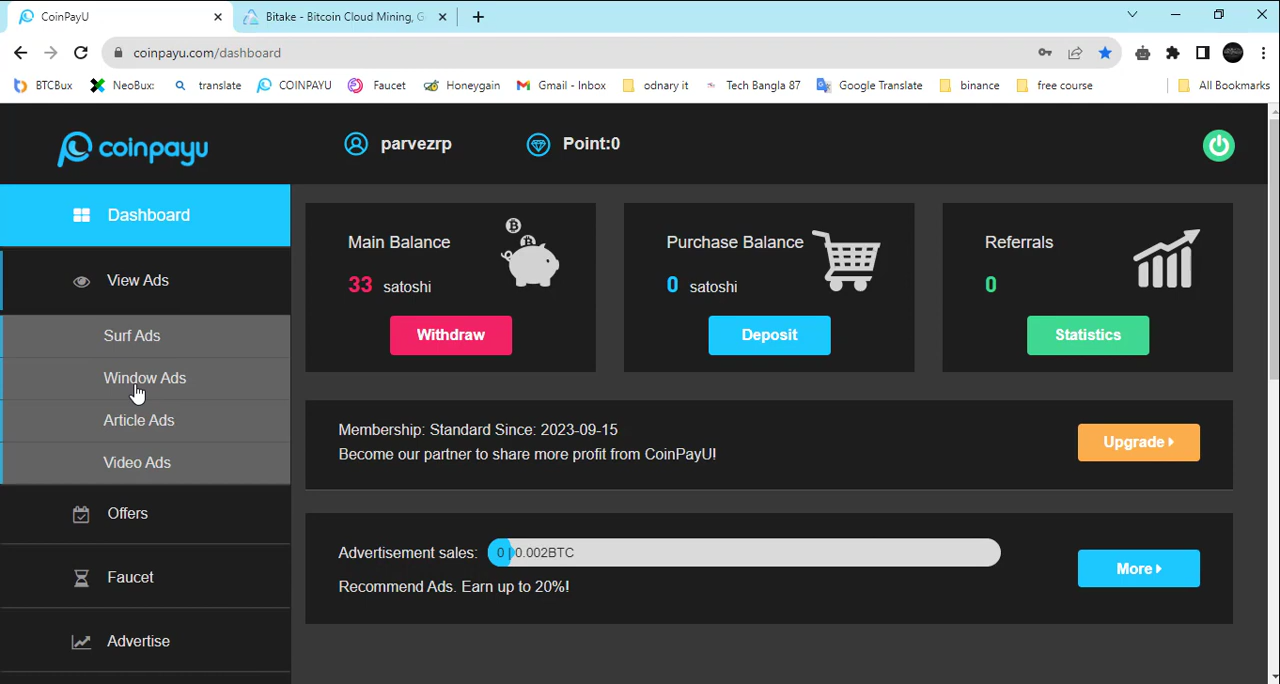 CoinPayU
Bitake - Bitcoin Cloud Mining, G
coinpayu.com/dashboard
BTCBux
NeoBux:
translate
COINPAYU
Faucet
Honeygain
Gmail - Inbox
odnary it
Tech Bangla 87
Google Translate
binance
free course
All Bookmarks
coinpayu
parvezrp
Point:0
Dashboard
View Ads
Surf Ads
Window Ads
Article Ads
Video Ads
Offers
Faucet
Advertise
Main Balance
33 satoshi
Withdraw
Purchase Balance
0 satoshi
Deposit
Referrals
0
Statistics
Membership: Standard Since: 2023-09-15
Become our partner to share more profit from CoinPayU!
Upgrade
Advertisement sales: 0 | 0.002BTC
Recommend Ads. Earn up to 20%!
More